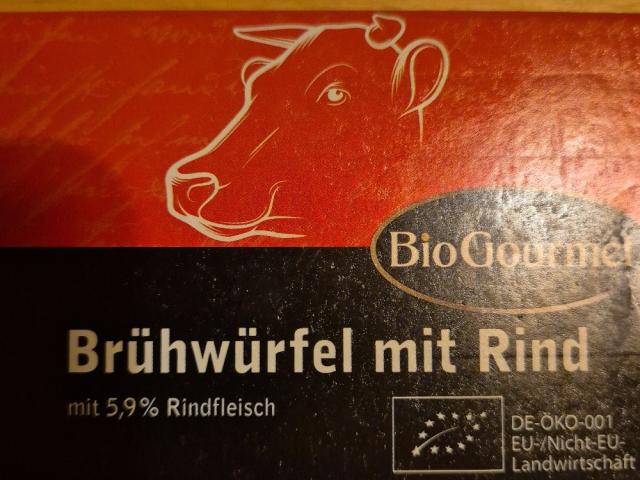 BioGourmet
Brühwürfel mit Rind
mit 5,9% Rindfleisch
DE-ÖKO-001
EU-/Nicht-EU-
Landwirtschaft